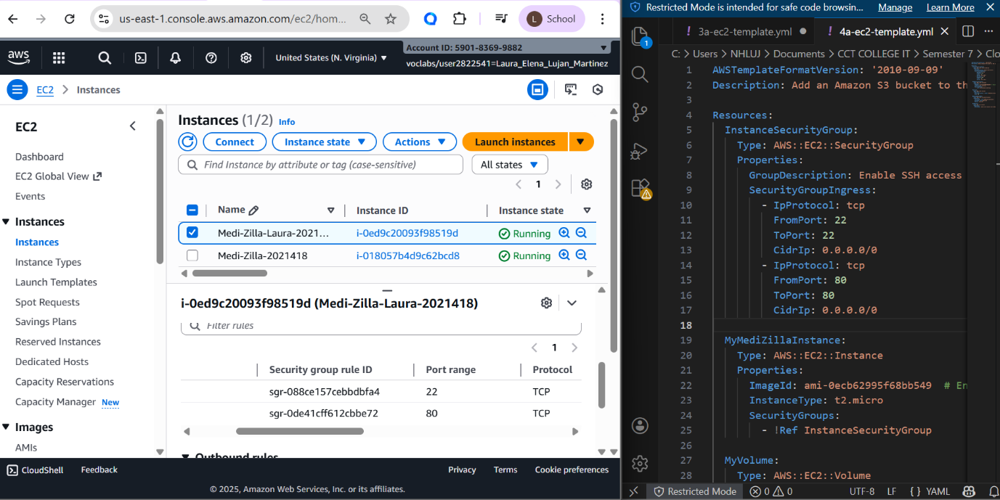 us-east-1.console.aws.amazon.com/ec2/hom...
L School
aws
United States (N. Virginia)
Account ID: 5901-8369-9882
voclabs/user2822541=Laura_Elena_Lujan_Martinez
EC2 > Instances
EC2
Dashboard
EC2 Global View
Events
Instances
Instances
Instance Types
Launch Templates
Spot Requests
Savings Plans
Reserved Instances
Dedicated Hosts
Capacity Reservations
Capacity Manager New
Images
AMIs
Instances (1/2) Info
Connect Instance state Actions Launch instances
Find Instance by attribute or tag (case-sensitive) All states
1
Name Instance ID Instance state
Medi-Zilla-Laura-2021... i-0ed9c20093f98519d Running
Medi-Zilla-2021418 i-018057b4d9c62bcd8 Running
i-0ed9c20093f98519d (Medi-Zilla-Laura-2021418)
Filter rules
1
Security group rule ID Port range Protocol
sgr-088ce157cebbdbfa4 22 TCP
sgr-0de41cff612cbbe72 80 TCP
Outbound rules
CloudShell Feedback Privacy Terms Cookie preferences
© 2025, Amazon Web Services, Inc. or its affiliates.
Restricted Mode is intended for safe code browsin... Manage Learn More
1
! 3a-ec2-template.yml ! 4a-ec2-template.yml
C: > Users > NHLUJ > Documents > CCT COLLEGE IT > Semester 7 > Clo
1 AWSTemplateFormatVersion: '2010-09-09'
2 Description: Add an Amazon S3 bucket to th
3
4 Resources:
5 InstanceSecurityGroup:
6 Type: AWS::EC2::SecurityGroup
7 Properties:
8 GroupDescription: Enable SSH access
9 SecurityGroupIngress:
10 - IpProtocol: tcp
11 FromPort: 22
12 ToPort: 22
13 CidrIp: 0.0.0.0/0
14 - IpProtocol: tcp
15 FromPort: 80
16 ToPort: 80
17 CidrIp: 0.0.0.0/0
18
19 MyMediZillaInstance:
20 Type: AWS::EC2::Instance
21 Properties:
22 ImageId: ami-0ecb62995f68bb549 # En
23 InstanceType: t2.micro
24 SecurityGroups:
25 - !Ref InstanceSecurityGroup
26
27 MyVolume:
28 Type: AWS::EC2::Volume
Restricted Mode 0 0 UTF-8 LF { } YAML